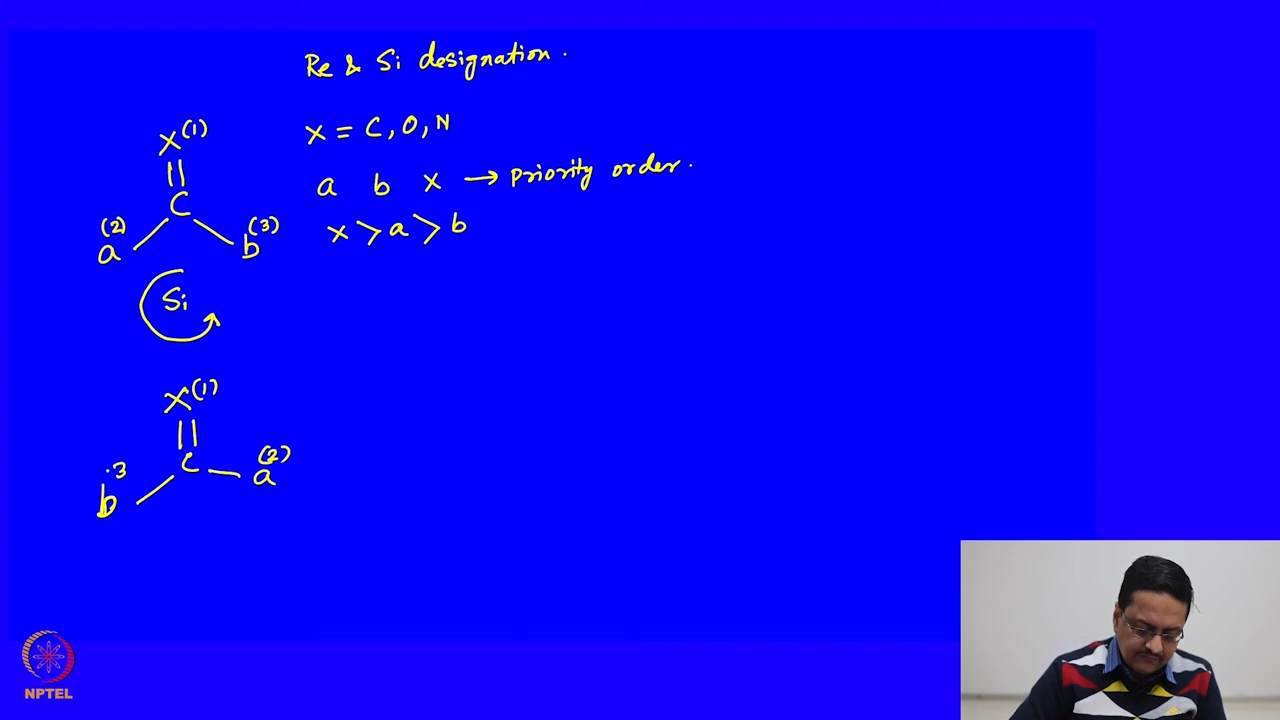 Re & Si designation.
X (1)
X = C, O, N
a b x → Priority order.
C
(2) (3)
a b
x > a > b
Si
X (1)
C
3 (2)
b a
NPTEL